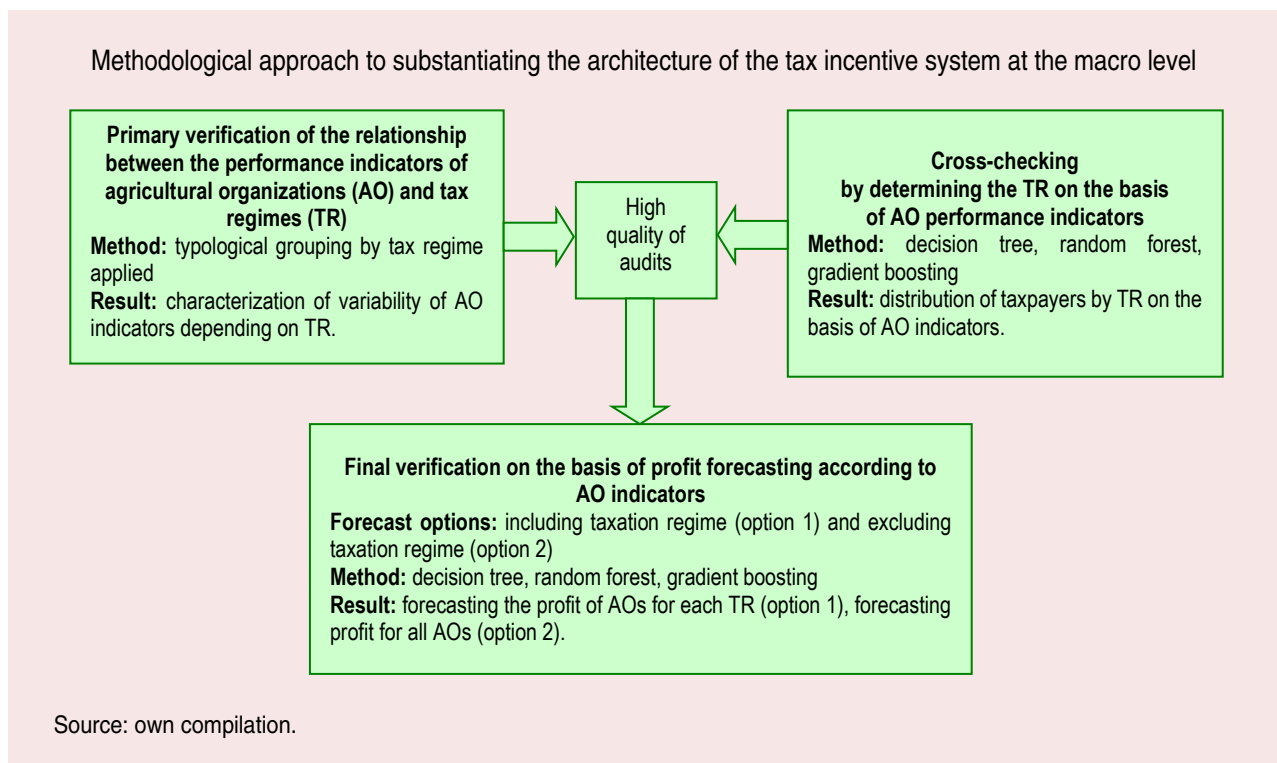 Methodological approach to substantiating the architecture of the tax incentive system at the macro level
Primary verification of the relationship
between the performance indicators of
agricultural organizations (AO) and tax
regimes (TR)
Method: typological grouping by tax regime
applied
Result: characterization of variability of AO
indicators depending on TR.
High
quality of
audits
Cross-checking
by determining the TR on the basis
of AO performance indicators
Method: decision tree, random forest,
gradient boosting
Result: distribution of taxpayers by TR on the
basis of AO indicators.
Final verification on the basis of profit forecasting according to
AO indicators
Forecast options: including taxation regime (option 1) and excluding
taxation regime (option 2)
Method: decision tree, random forest, gradient boosting
Result: forecasting the profit of AOs for each TR (option 1), forecasting
profit for all AOs (option 2).
Source: own compilation.